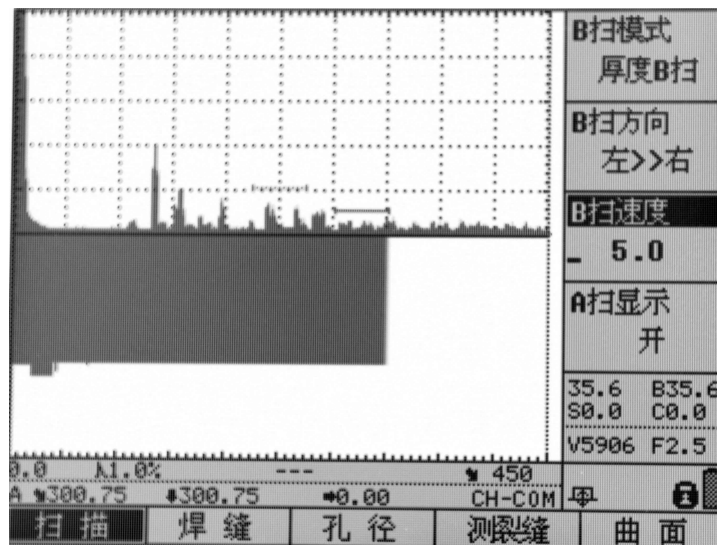 B扫模式
厚度B扫
B扫方向
左>>右
B扫速度
5.0
A扫显示
开
35.6 B35.6
S0.0 C0.0
V5906 F2.5
0.0 λ1.0% --- 450
A 300.75 300.75 0.00 CH-COM
扫描 焊缝 孔径 测裂缝 曲面